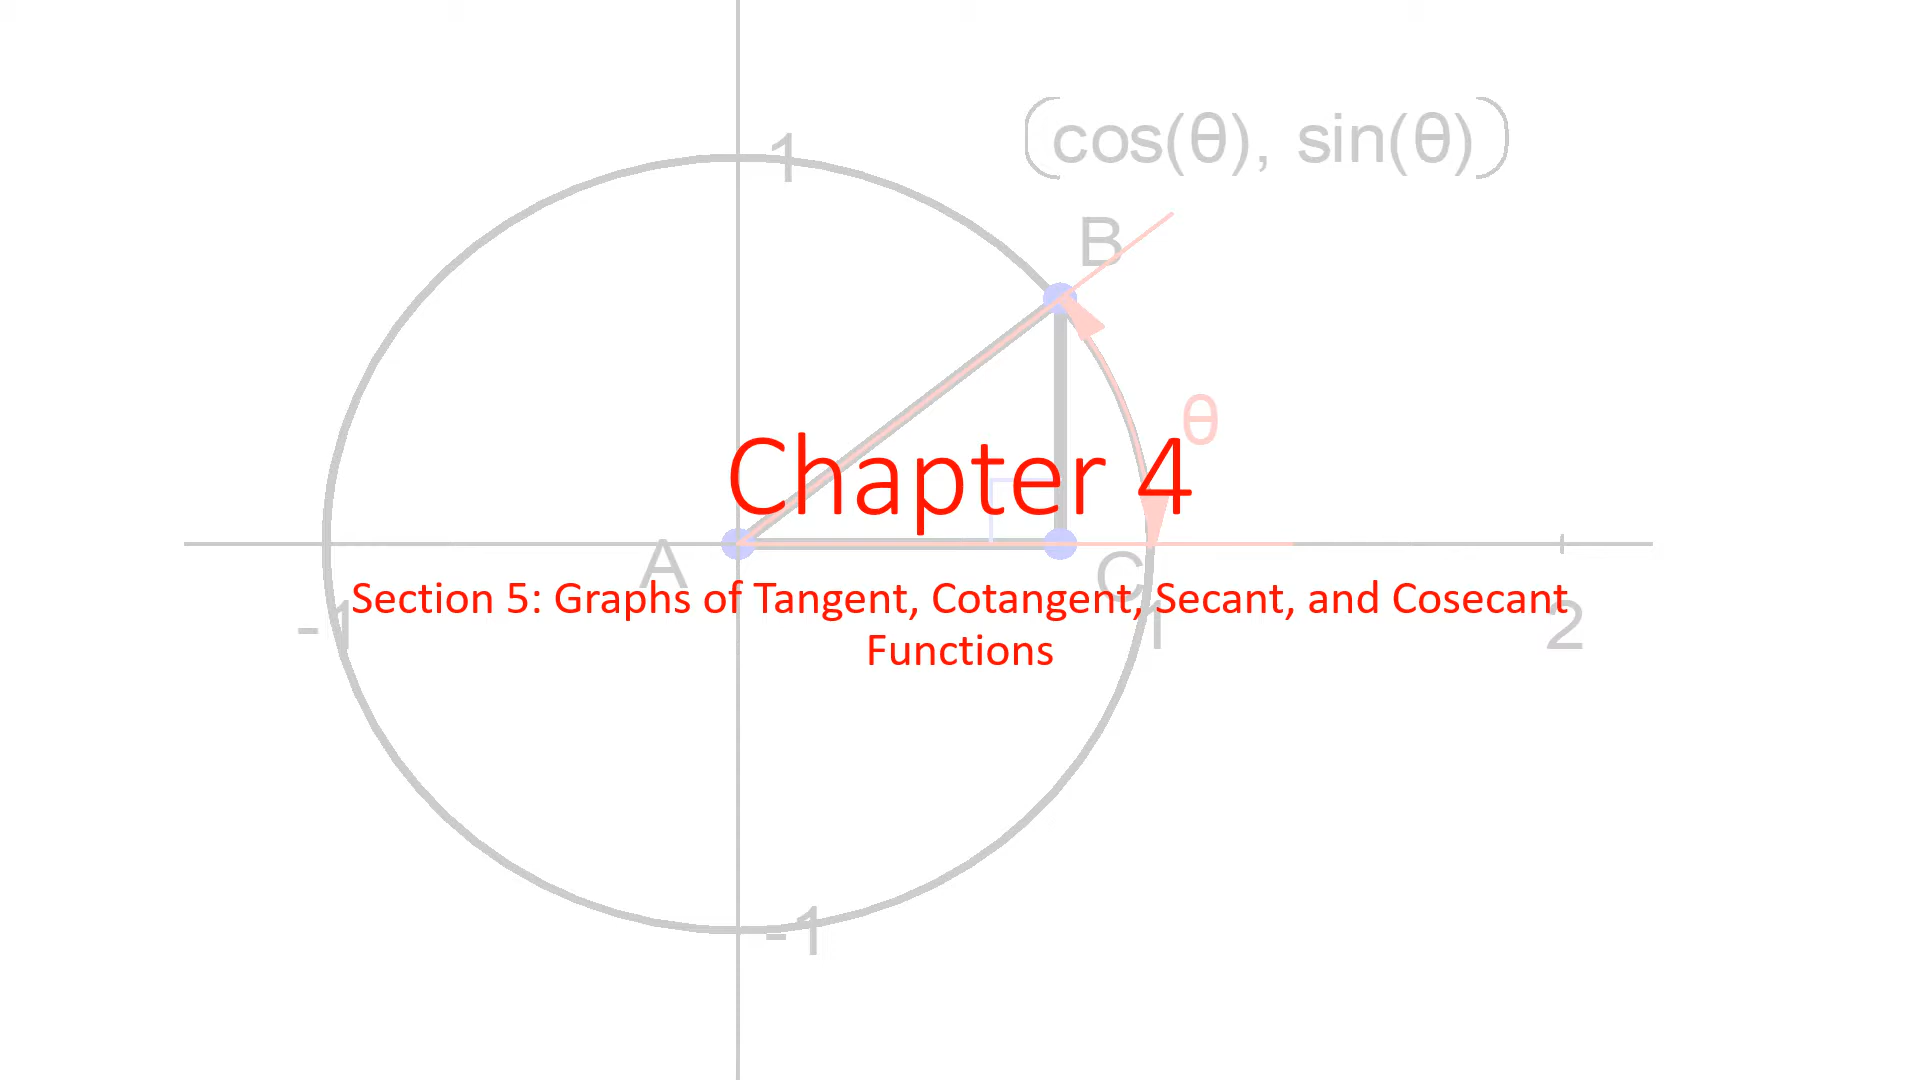 1
(cos(θ), sin(θ))
B
θ
Chapter 4
A
C
Section 5: Graphs of Tangent, Cotangent, Secant, and Cosecant
Functions
-1
1
2
-1